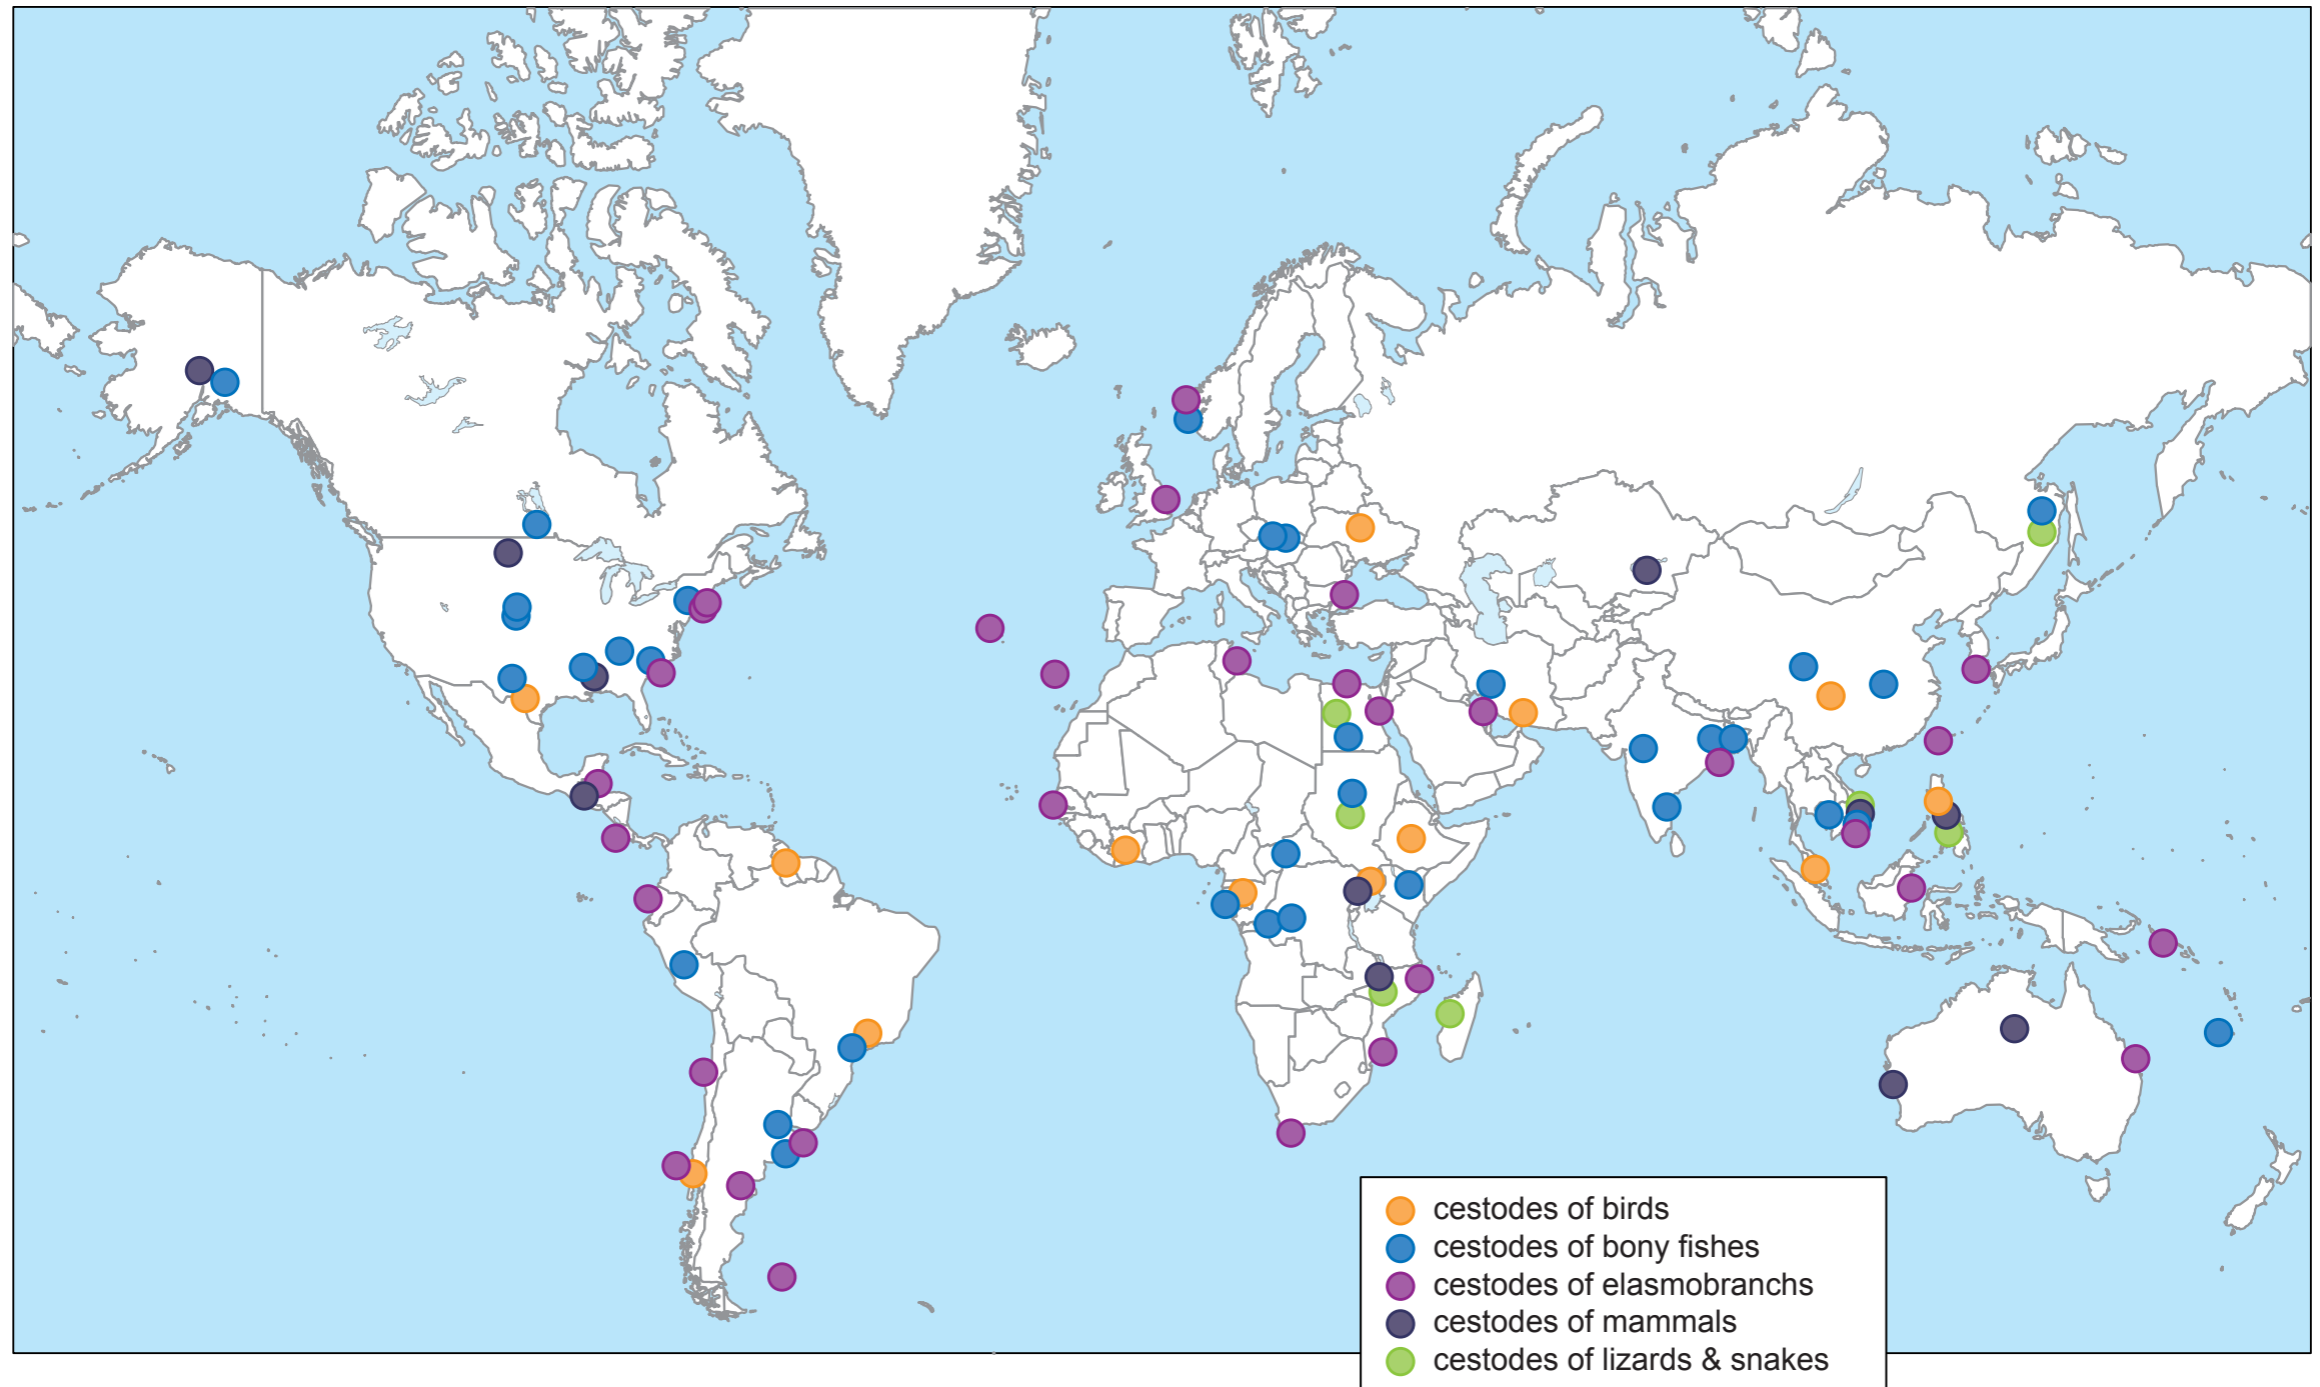 cestodes of birds
cestodes of bony fishes
cestodes of elasmobranchs
cestodes of mammals
cestodes of lizards & snakes